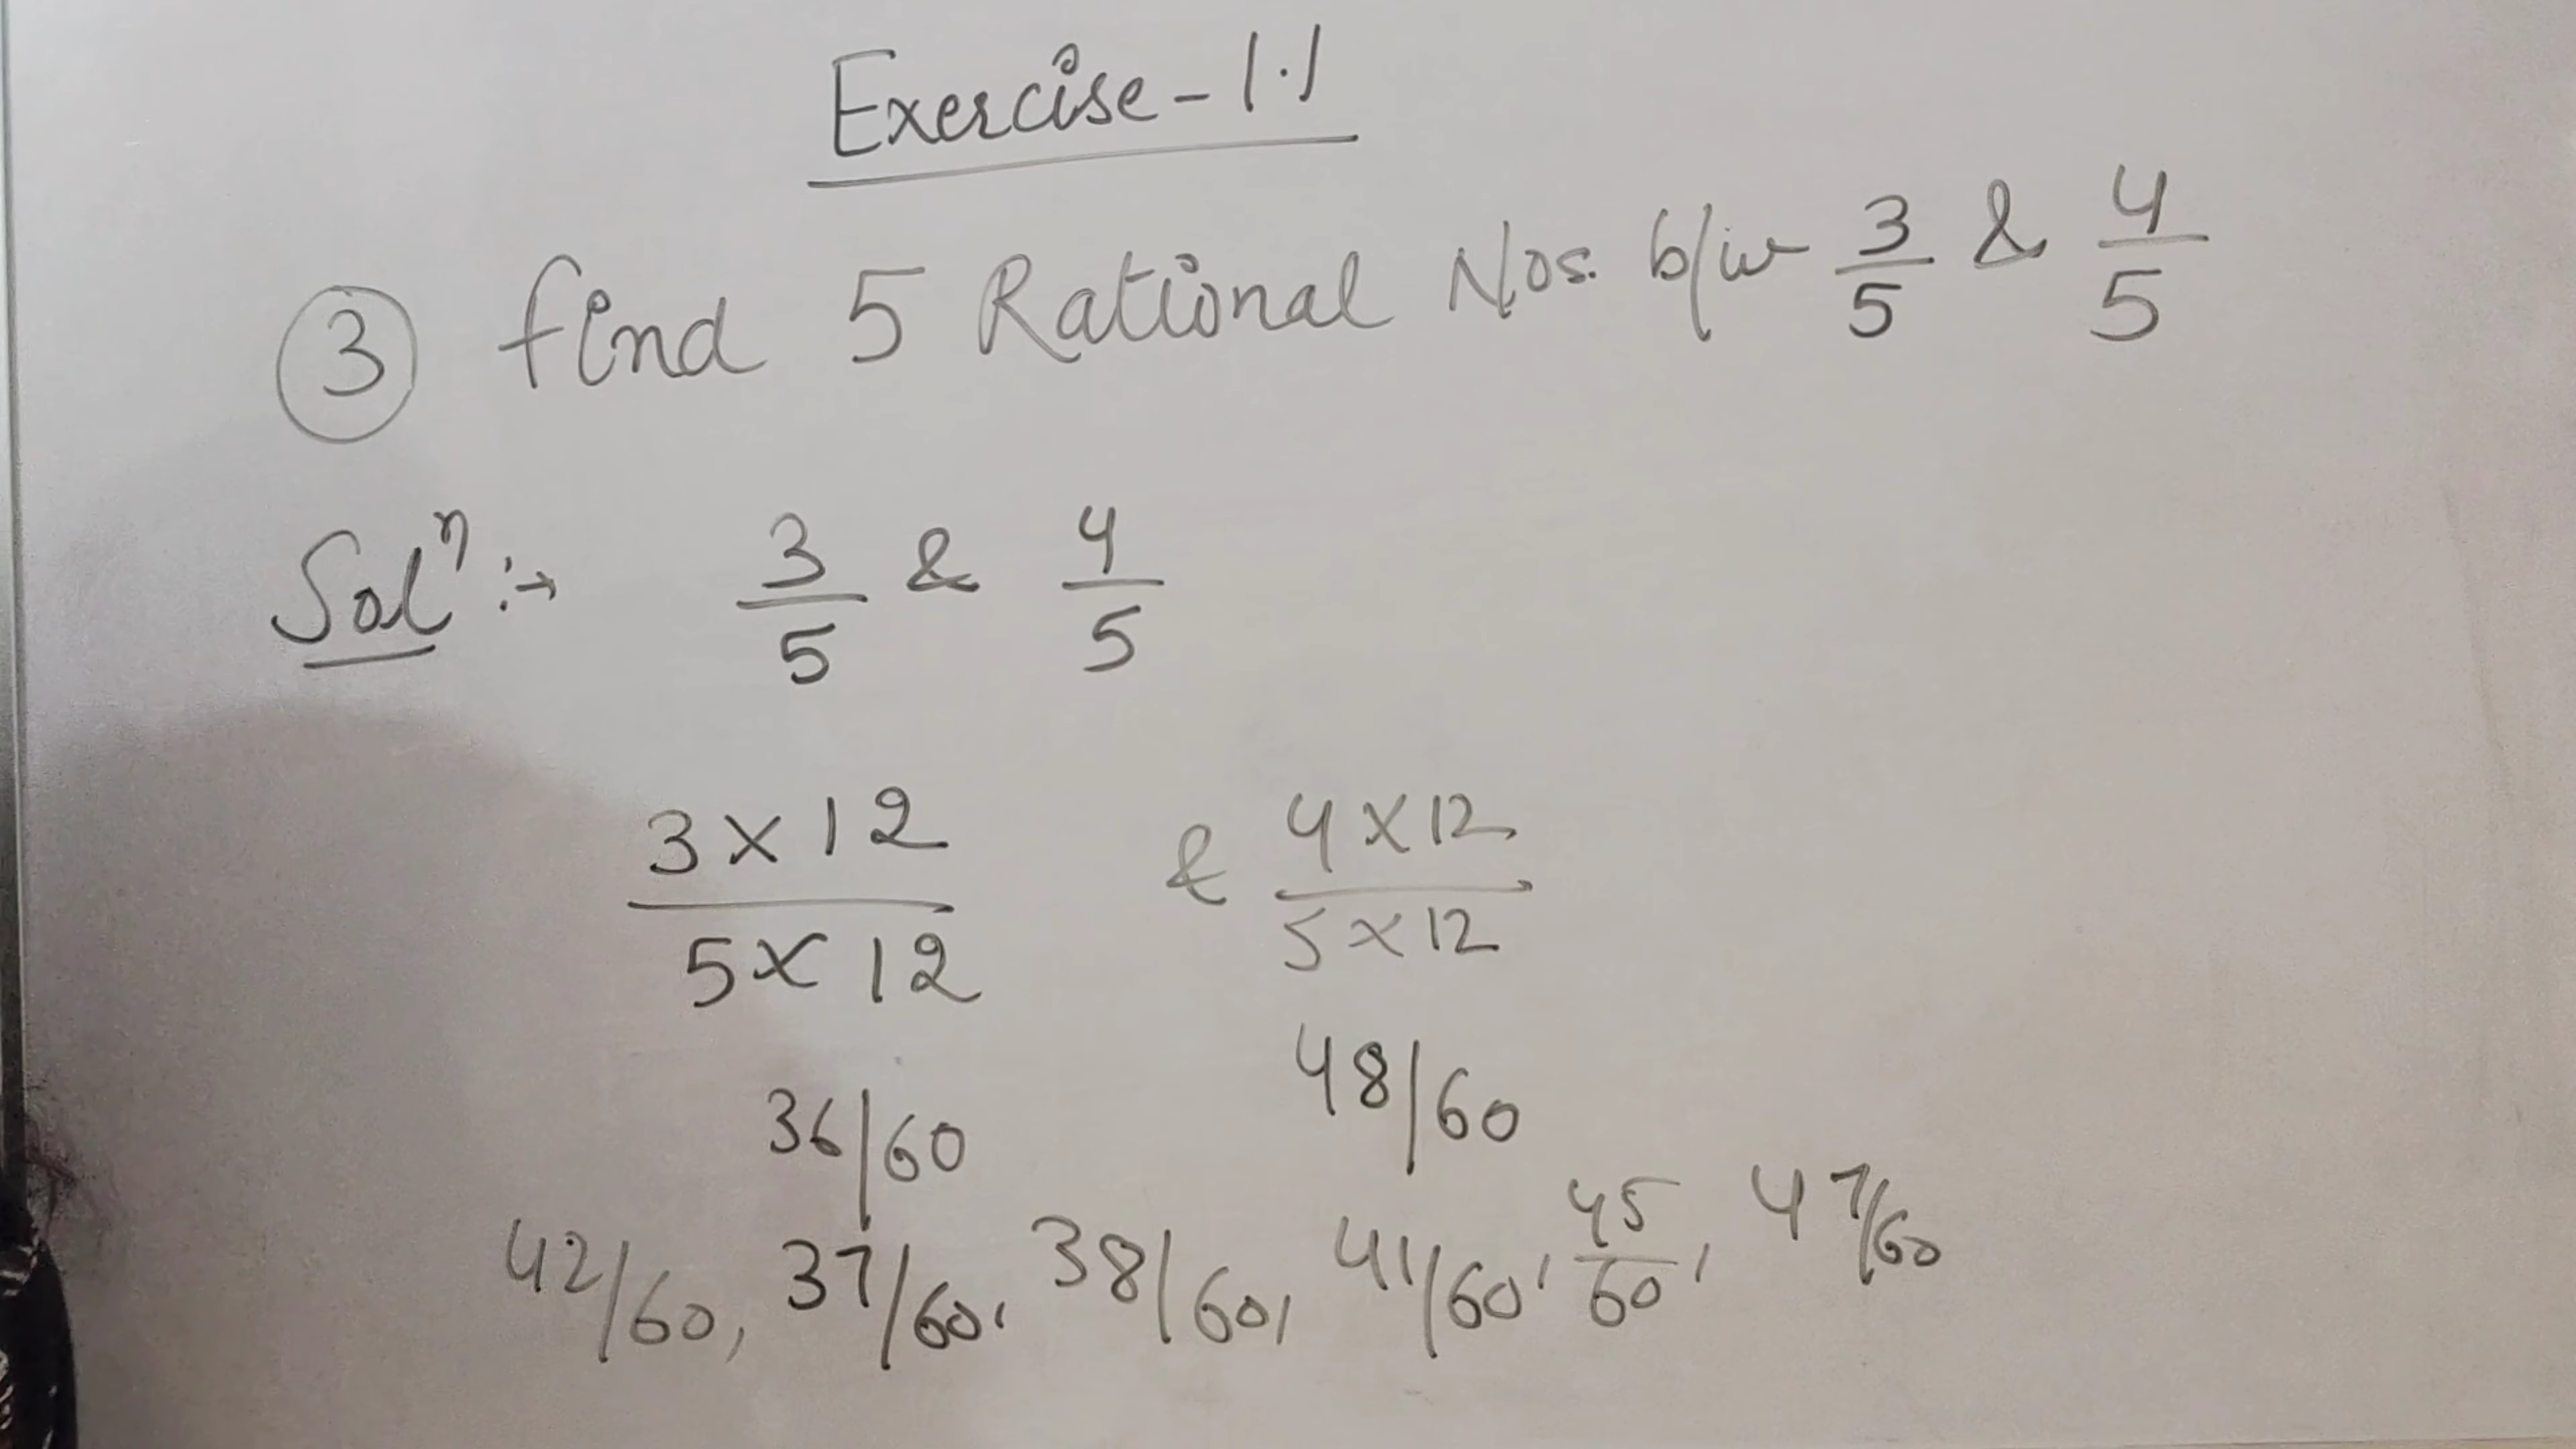 Exercise - 1.1
3 find 5 Rational Nos. b/w 3/5 & 4/5
Solⁿ :→ 3/5 & 4/5
3 x 12 / 5 x 12 & 4 x 12 / 5 x 12
36/60 48/60
42/60, 37/60, 38/60, 41/60, 45/60, 47/60